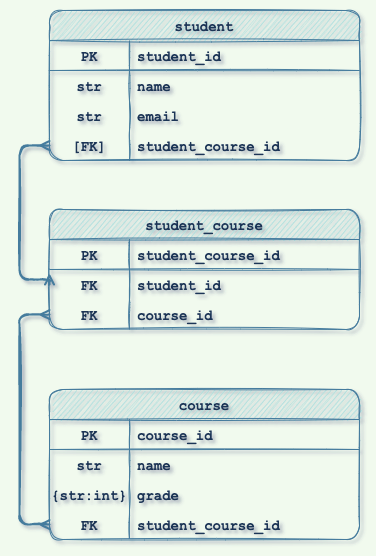 student
PK student_id
str name
str email
[FK] student_course_id
student_course
PK student_course_id
FK student_id
FK course_id
course
PK course_id
str name
{str:int} grade
FK student_course_id